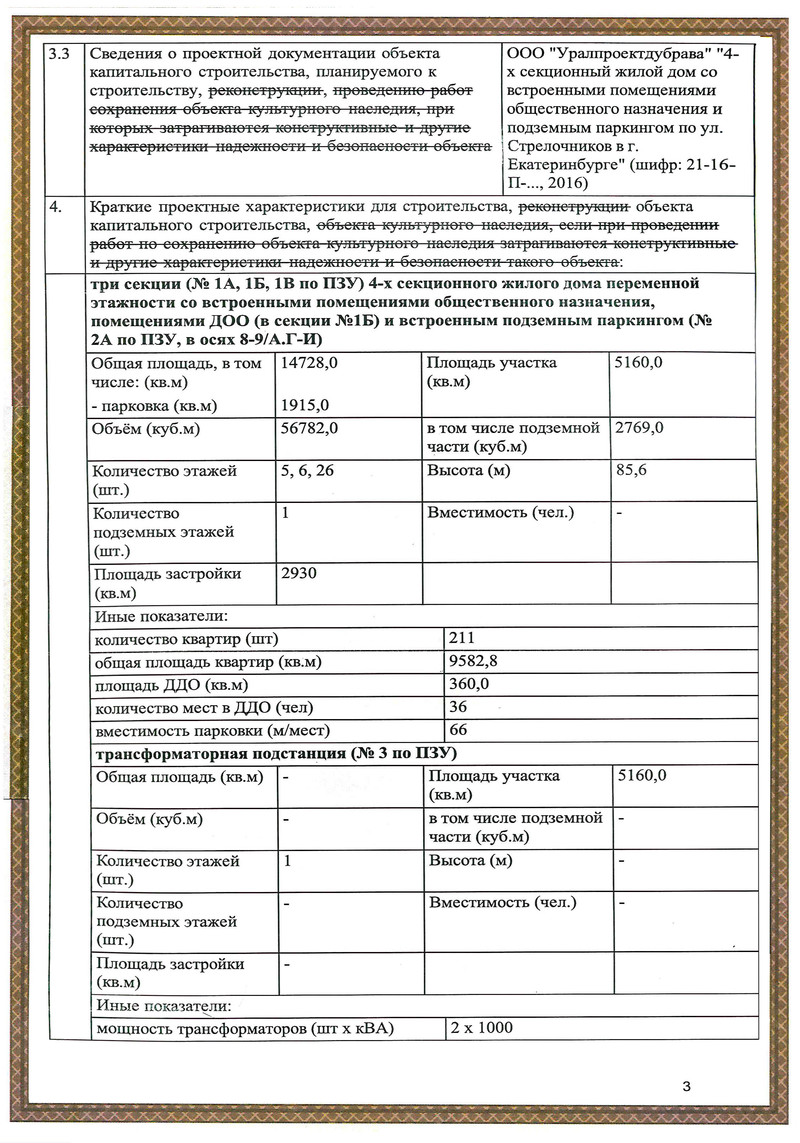 3.3
Сведения о проектной документации объекта
капитального строительства, планируемого к
строительству, реконструкции, проведению работ
сохранения объекта культурного наследия, при
которых затрагиваются конструктивные и другие
характеристики надежности и безопасности объекта
ООО "Уралпроектдубрава" "4-
х секционный жилой дом со
встроенными помещениями
общественного назначения и
подземным паркингом по ул.
Стрелочников в г.
Екатеринбурге" (шифр: 21-16-
П-..., 2016)
4.
Краткие проектные характеристики для строительства, реконструкции объекта
капитального строительства, объекта культурного наследия, если при проведении
работ по сохранению объекта культурного наследия затрагиваются конструктивные
и другие характеристики надежности и безопасности такого объекта:
три секции (№ 1А, 1Б, 1В по ПЗУ) 4-х секционного жилого дома переменной
этажности со встроенными помещениями общественного назначения,
помещениями ДОО (в секции №1Б) и встроенным подземным паркингом (№
2А по ПЗУ, в осях 8-9/А.Г-И)
Общая площадь, в том
числе: (кв.м)
14728,0
Площадь участка
(кв.м)
5160,0
- парковка (кв.м)
1915,0
Объём (куб.м)
56782,0
в том числе подземной
части (куб.м)
2769,0
Количество этажей
(шт.)
5, 6, 26
Высота (м)
85,6
Количество
подземных этажей
(шт.)
1
Вместимость (чел.)
-
Площадь застройки
(кв.м)
2930
Иные показатели:
количество квартир (шт)
211
общая площадь квартир (кв.м)
9582,8
площадь ДДО (кв.м)
360,0
количество мест в ДДО (чел)
36
вместимость парковки (м/мест)
66
трансформаторная подстанция (№ 3 по ПЗУ)
Общая площадь (кв.м)
-
Площадь участка
(кв.м)
5160,0
Объём (куб.м)
-
в том числе подземной
части (куб.м)
-
Количество этажей
(шт.)
1
Высота (м)
-
Количество
подземных этажей
(шт.)
-
Вместимость (чел.)
-
Площадь застройки
(кв.м)
-
Иные показатели:
мощность трансформаторов (шт х кВА)
2 х 1000
3